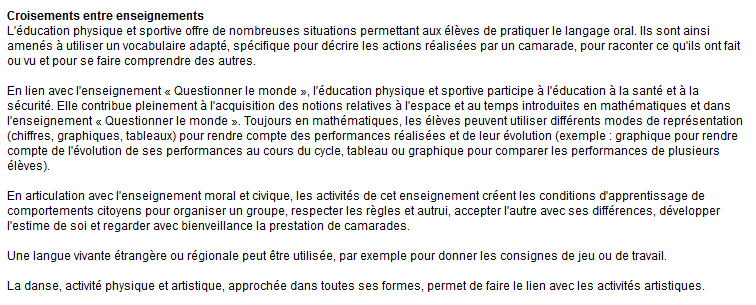 Croisements entre enseignements
L'éducation physique et sportive offre de nombreuses situations permettant aux élèves de pratiquer le langage oral. Ils sont ainsi
amenés à utiliser un vocabulaire adapté, spécifique pour décrire les actions réalisées par un camarade, pour raconter ce qu'ils ont fait
ou vu et pour se faire comprendre des autres.
En lien avec l'enseignement « Questionner le monde », l'éducation physique et sportive participe à l'éducation à la santé et à la
sécurité. Elle contribue pleinement à l'acquisition des notions relatives à l'espace et au temps introduites en mathématiques et dans
l'enseignement « Questionner le monde ». Toujours en mathématiques, les élèves peuvent utiliser différents modes de représentation
(chiffres, graphiques, tableaux) pour rendre compte des performances réalisées et de leur évolution (exemple : graphique pour rendre
compte de l'évolution de ses performances au cours du cycle, tableau ou graphique pour comparer les performances de plusieurs
élèves).
En articulation avec l'enseignement moral et civique, les activités de cet enseignement créent les conditions d'apprentissage de
comportements citoyens pour organiser un groupe, respecter les règles et autrui, accepter l'autre avec ses différences, développer
l'estime de soi et regarder avec bienveillance la prestation de camarades.
Une langue vivante étrangère ou régionale peut être utilisée, par exemple pour donner les consignes de jeu ou de travail.
La danse, activité physique et artistique, approchée dans toutes ses formes, permet de faire le lien avec les activités artistiques.